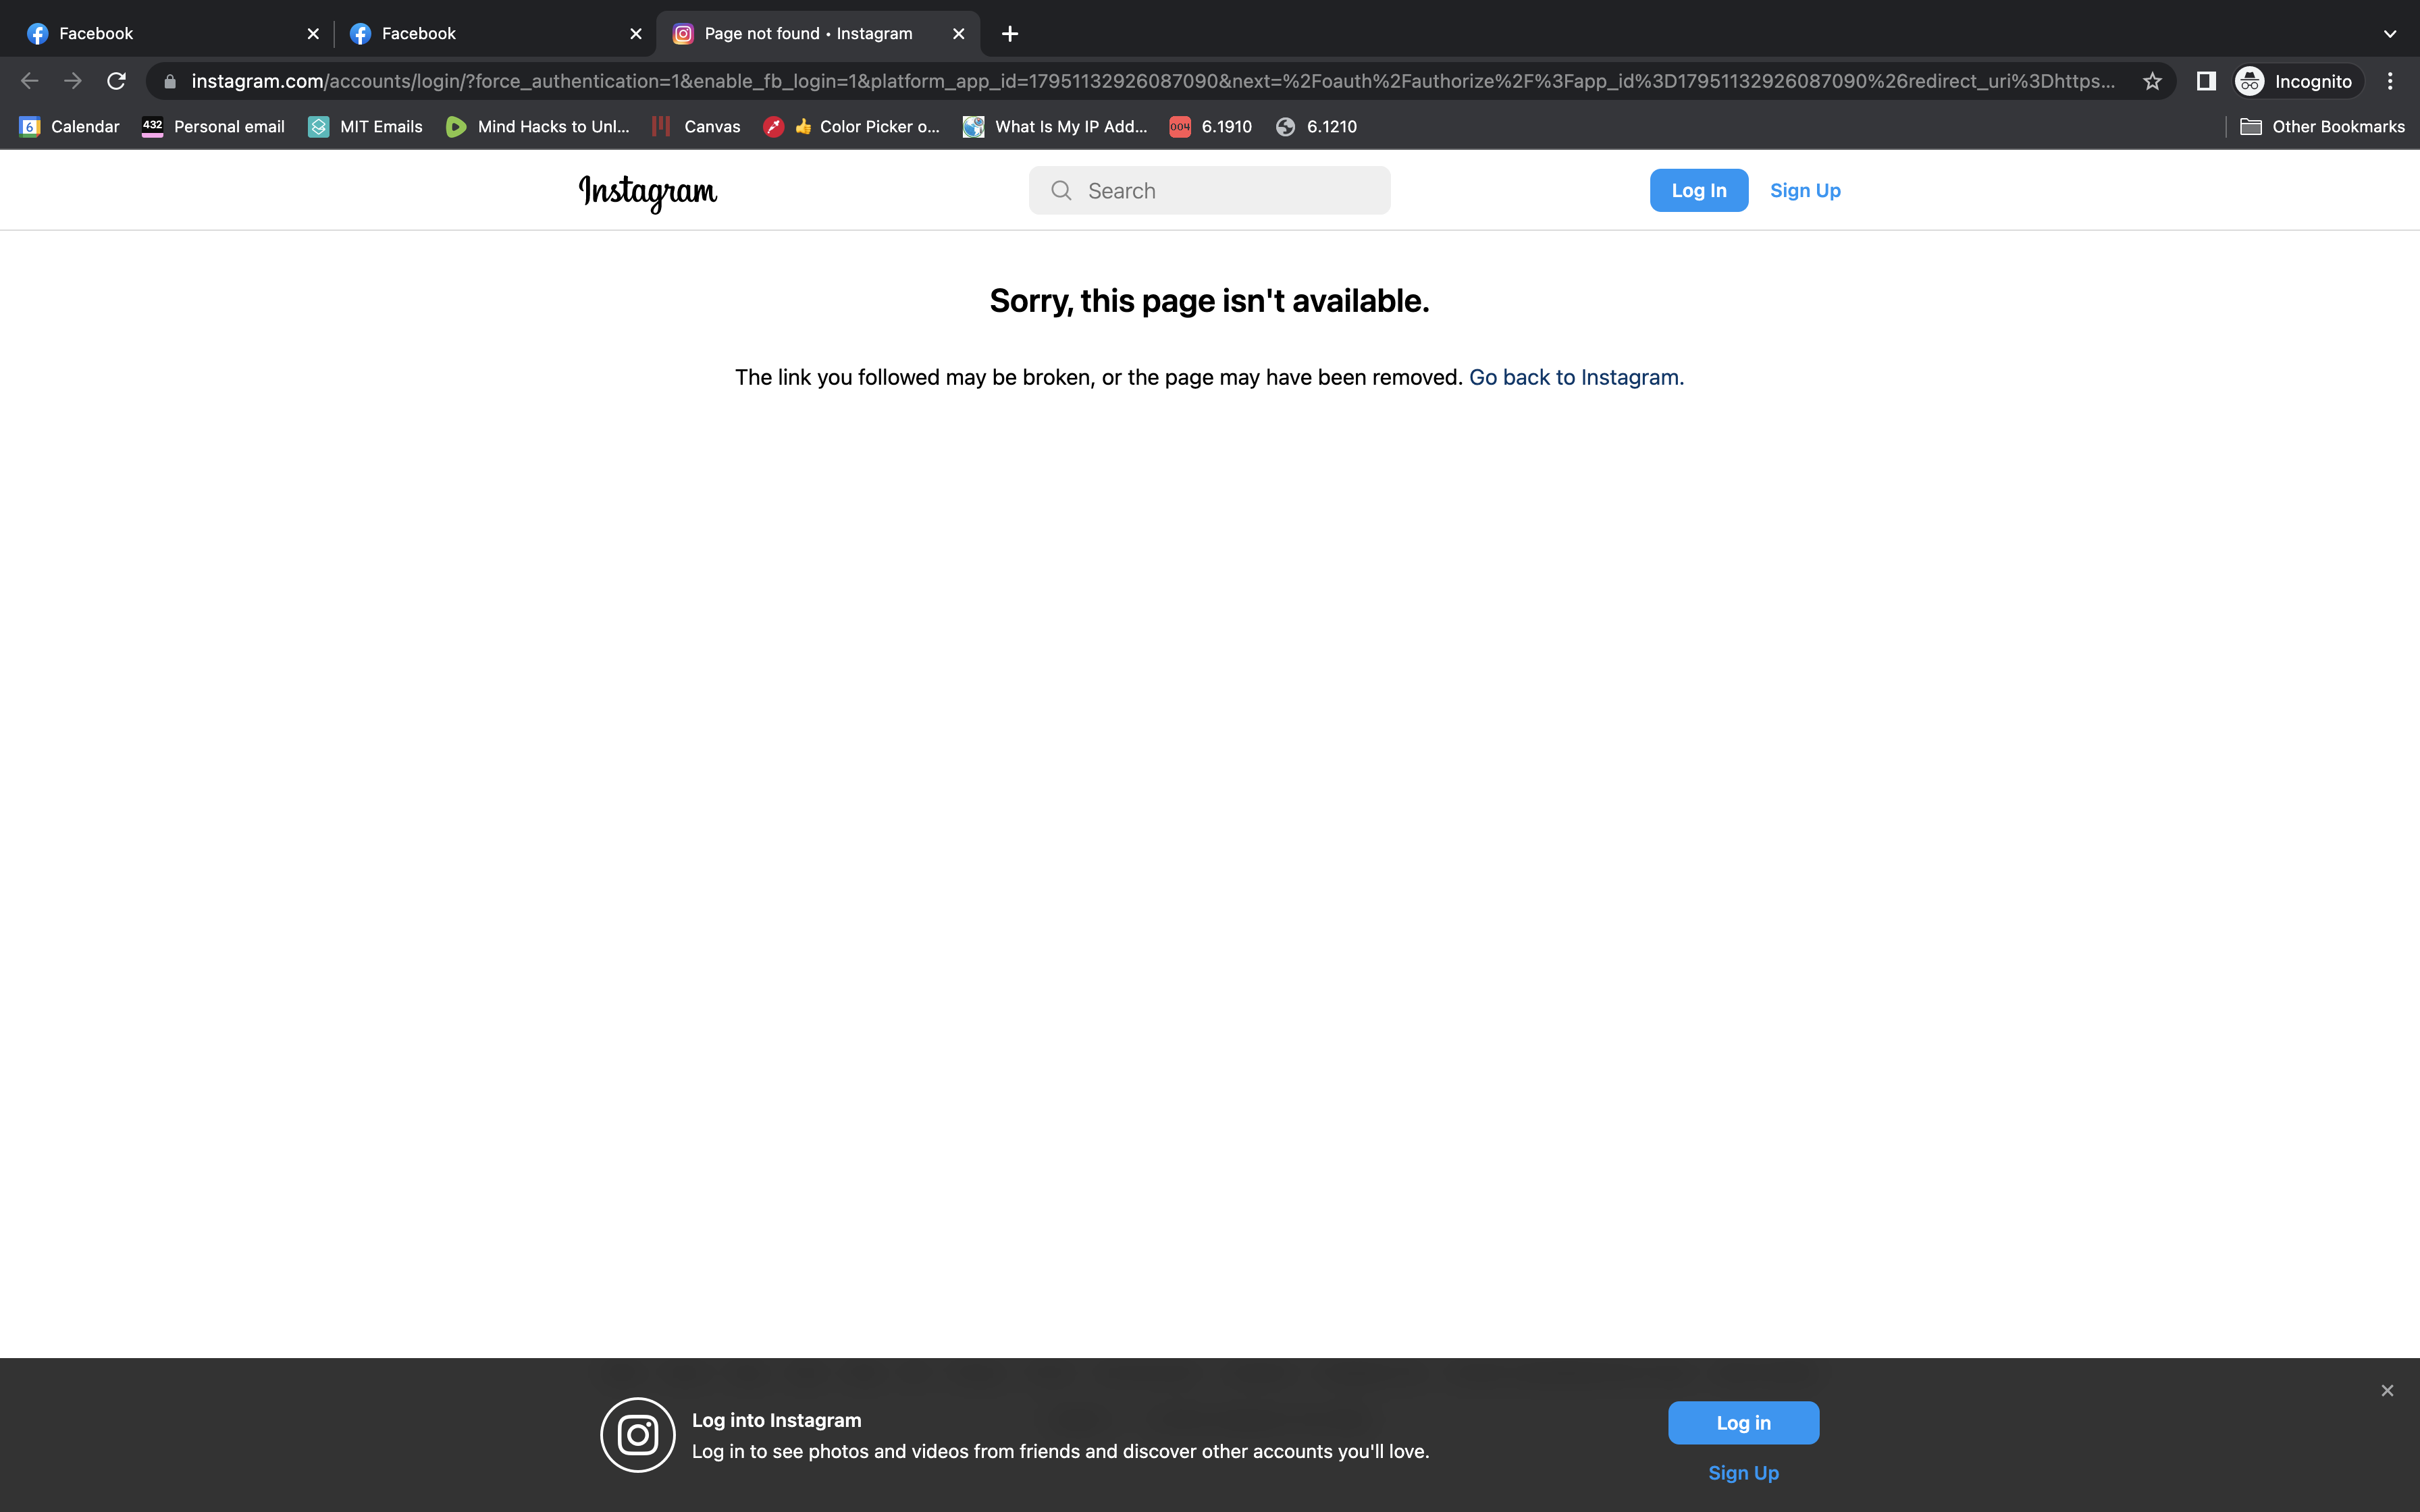 Facebook
Facebook
Page not found • Instagram
instagram.com/accounts/login/?force_authentication=1&enable_fb_login=1&platform_app_id=17951132926087090&next=%2Foauth%2Fauthorize%2F%3Fapp_id%3D17951132926087090%26redirect_uri%3Dhttps...
Incognito
6 Calendar
432 Personal email
MIT Emails
Mind Hacks to Unl...
Canvas
👍 Color Picker o...
What Is My IP Add...
004 6.1910
6.1210
Other Bookmarks
Instagram
Search
Log In
Sign Up
Sorry, this page isn't available.
The link you followed may be broken, or the page may have been removed. Go back to Instagram.
Log into Instagram
Log in to see photos and videos from friends and discover other accounts you'll love.
Log in
Sign Up